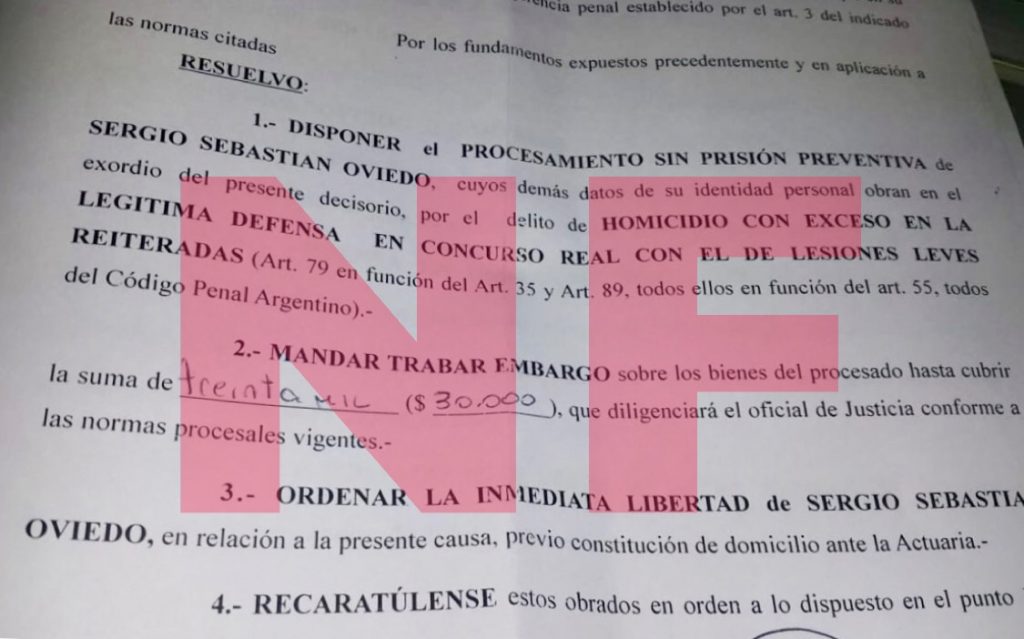 penal establecido por el art. 3 del indicado
las normas citadas
Por los fundamentos expuestos precedentemente y en aplicación a
RESUELVO:
1.- DISPONER el PROCESAMIENTO SIN PRISIÓN PREVENTIVA de
SERGIO SEBASTIAN OVIEDO, cuyos demás datos de su identidad personal obran en el
exordio del presente decisorio, por el delito de HOMICIDIO CON EXCESO EN LA
LEGITIMA DEFENSA EN CONCURSO REAL CON EL DE LESIONES LEVES
REITERADAS (Art. 79 en función del Art. 35 y Art. 89, todos ellos en función del art. 55, todos
del Código Penal Argentino).-
2.- MANDAR TRABAR EMBARGO sobre los bienes del procesado hasta cubrir
la suma de treinta mil ($ 30.000), que diligenciará el oficial de Justicia conforme a
las normas procesales vigentes.-
3.- ORDENAR LA INMEDIATA LIBERTAD de SERGIO SEBASTIA
OVIEDO, en relación a la presente causa, previo constitución de domicilio ante la Actuaria.-
4.- RECARATÚLENSE estos obrados en orden a lo dispuesto en el punto
NF